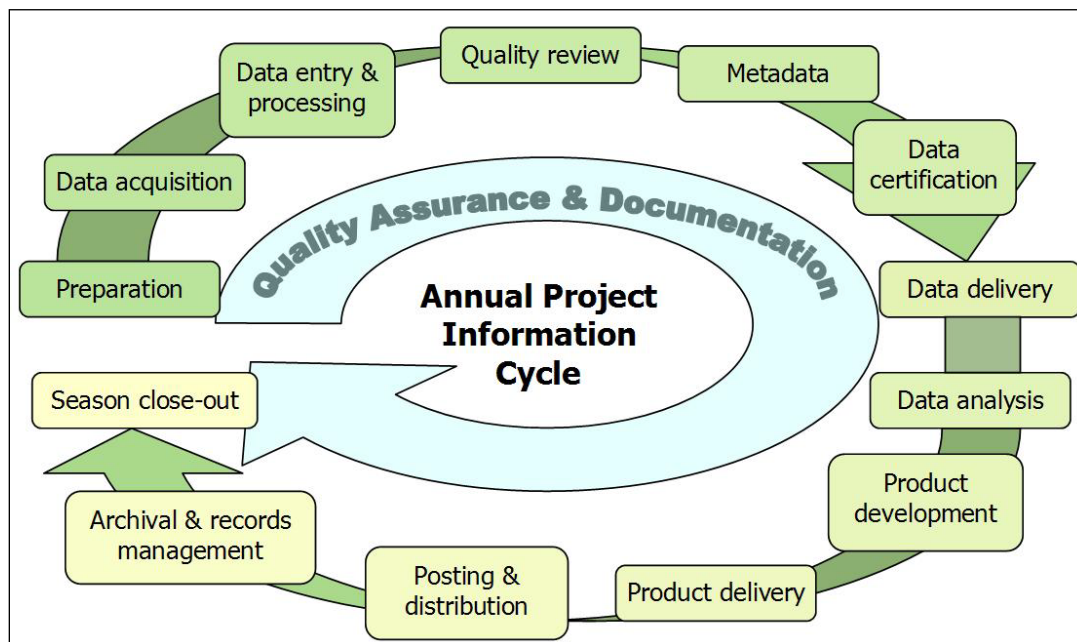 Quality review
Data entry &
processing
Metadata
Data
certification
Data acquisition
Quality Assurance & Documentation
Preparation
Annual Project
Information
Cycle
Data delivery
Season close-out
Data analysis
Product
development
Archival & records
management
Posting &
distribution
Product delivery